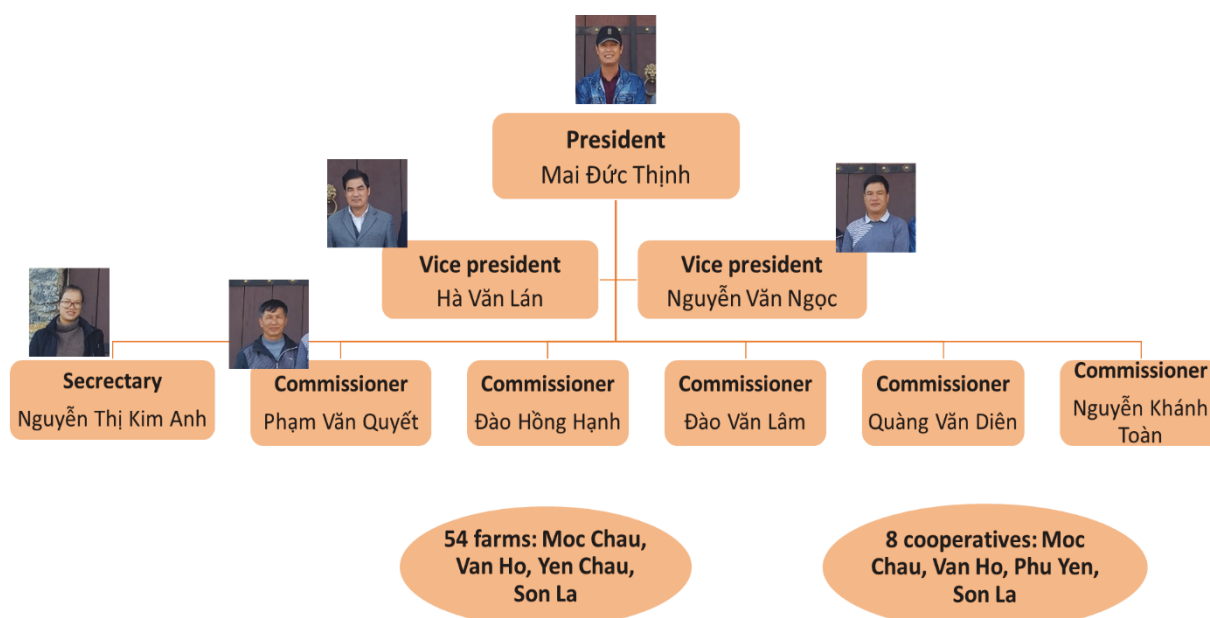 President
Mai Đức Thịnh
Vice president
Hà Văn Lán
Vice president
Nguyễn Văn Ngọc
Secrectary
Nguyễn Thị Kim Anh
Commissioner
Phạm Văn Quyết
Commissioner
Đào Hồng Hạnh
Commissioner
Đào Văn Lâm
Commissioner
Quàng Văn Diên
Commissioner
Nguyễn Khánh
Toàn
54 farms: Moc Chau,
Van Ho, Yen Chau,
Son La
8 cooperatives: Moc
Chau, Van Ho, Phu Yen,
Son La